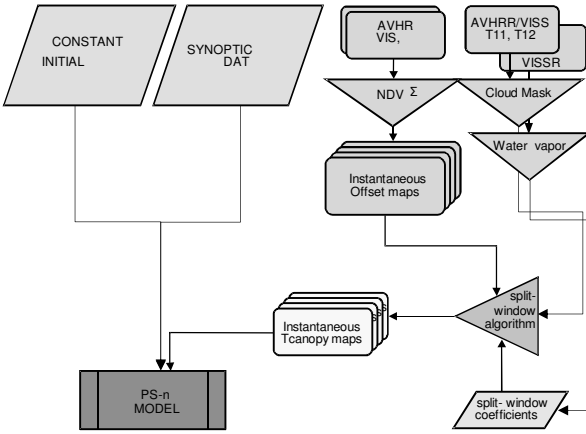 CONSTANT
INITIAL
SYNOPTIC
DAT
AVHR
VIS,
AVHRR/VISS
T11, T12
VISSR
NDV Σ
Cloud Mask
Water vapor
Instantaneous
Offset maps
split-
window
algorithm
Instantaneous
Tcanopy maps
s
s
s
PS-n
MODEL
split- window
coefficients